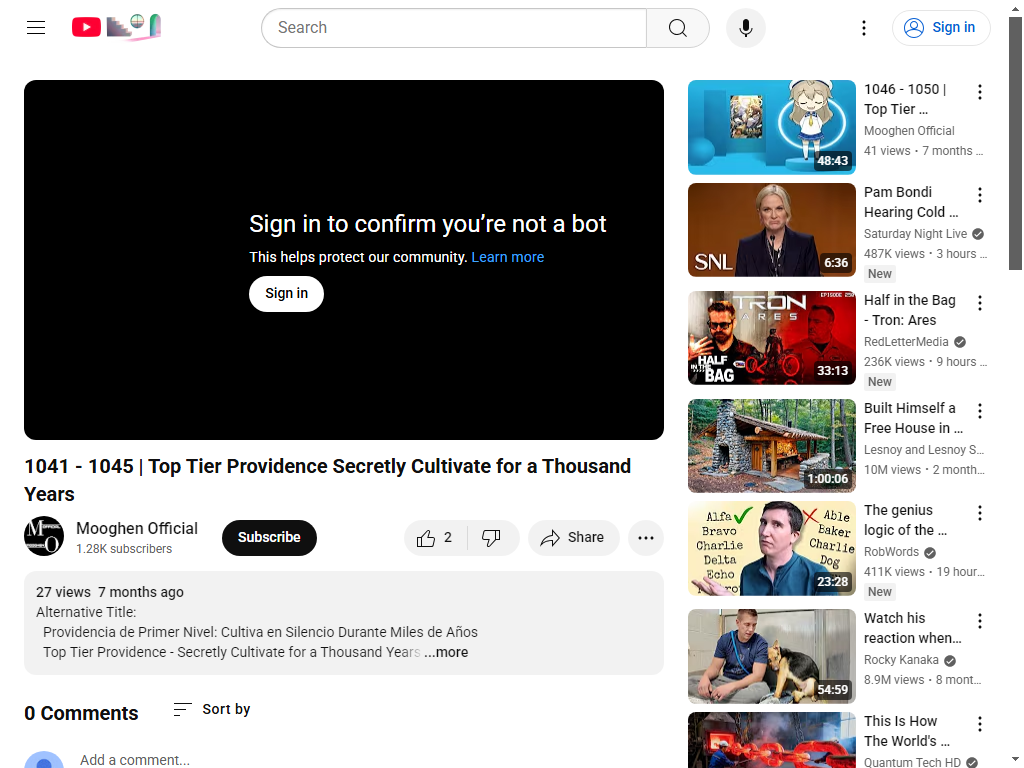 Search
Sign in
Sign in to confirm you’re not a bot
This helps protect our community. Learn more
Sign in
1041 - 1045 | Top Tier Providence Secretly Cultivate for a Thousand
Years
Mooghen Official
1.28K subscribers
Subscribe
2
Share
27 views 7 months ago
Alternative Title:
Providencia de Primer Nivel: Cultiva en Silencio Durante Miles de Años
Top Tier Providence - Secretly Cultivate for a Thousand Years ...more
0 Comments
Sort by
Add a comment...
48:43
1046 - 1050 |
Top Tier ...
Mooghen Official
41 views • 7 months ...
SNL
6:36
Pam Bondi
Hearing Cold ...
Saturday Night Live
487K views • 3 hours ...
New
EPISODE 250
TRON
ARES
HALF
IN THE
BAG
33:13
Half in the Bag
- Tron: Ares
RedLetterMedia
236K views • 9 hours ...
New
1:00:06
Built Himself a
Free House in ...
Lesnoy and Lesnoy S...
10M views • 2 month...
Alfa
Bravo
Charlie
Delta
Echo
Able
Baker
Charlie
Dog
23:28
The genius
logic of the ...
RobWords
411K views • 19 hour...
New
54:59
Watch his
reaction when...
Rocky Kanaka
8.9M views • 8 mont...
This Is How
The World's ...
Quantum Tech HD